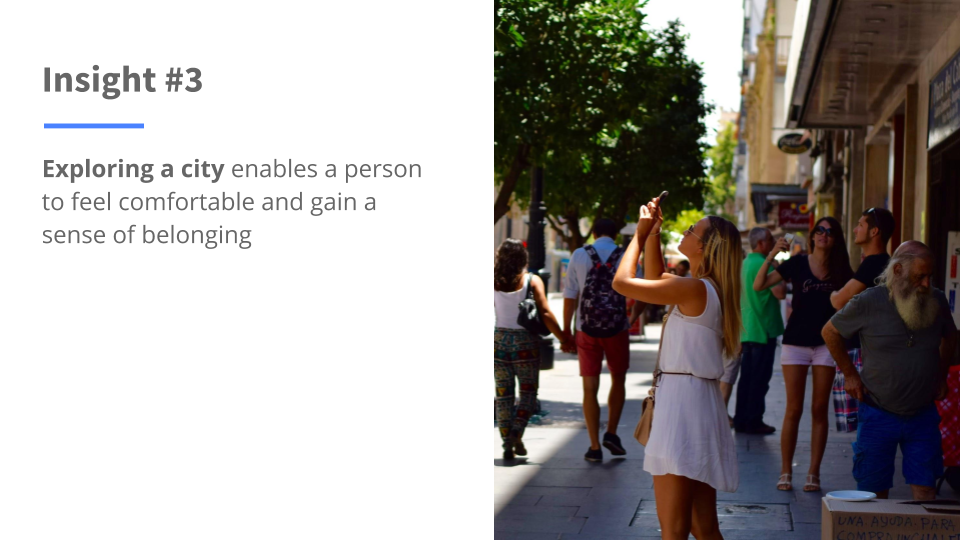 Insight #3
Exploring a city enables a person
to feel comfortable and gain a
sense of belonging
UNA AYUDA PARA